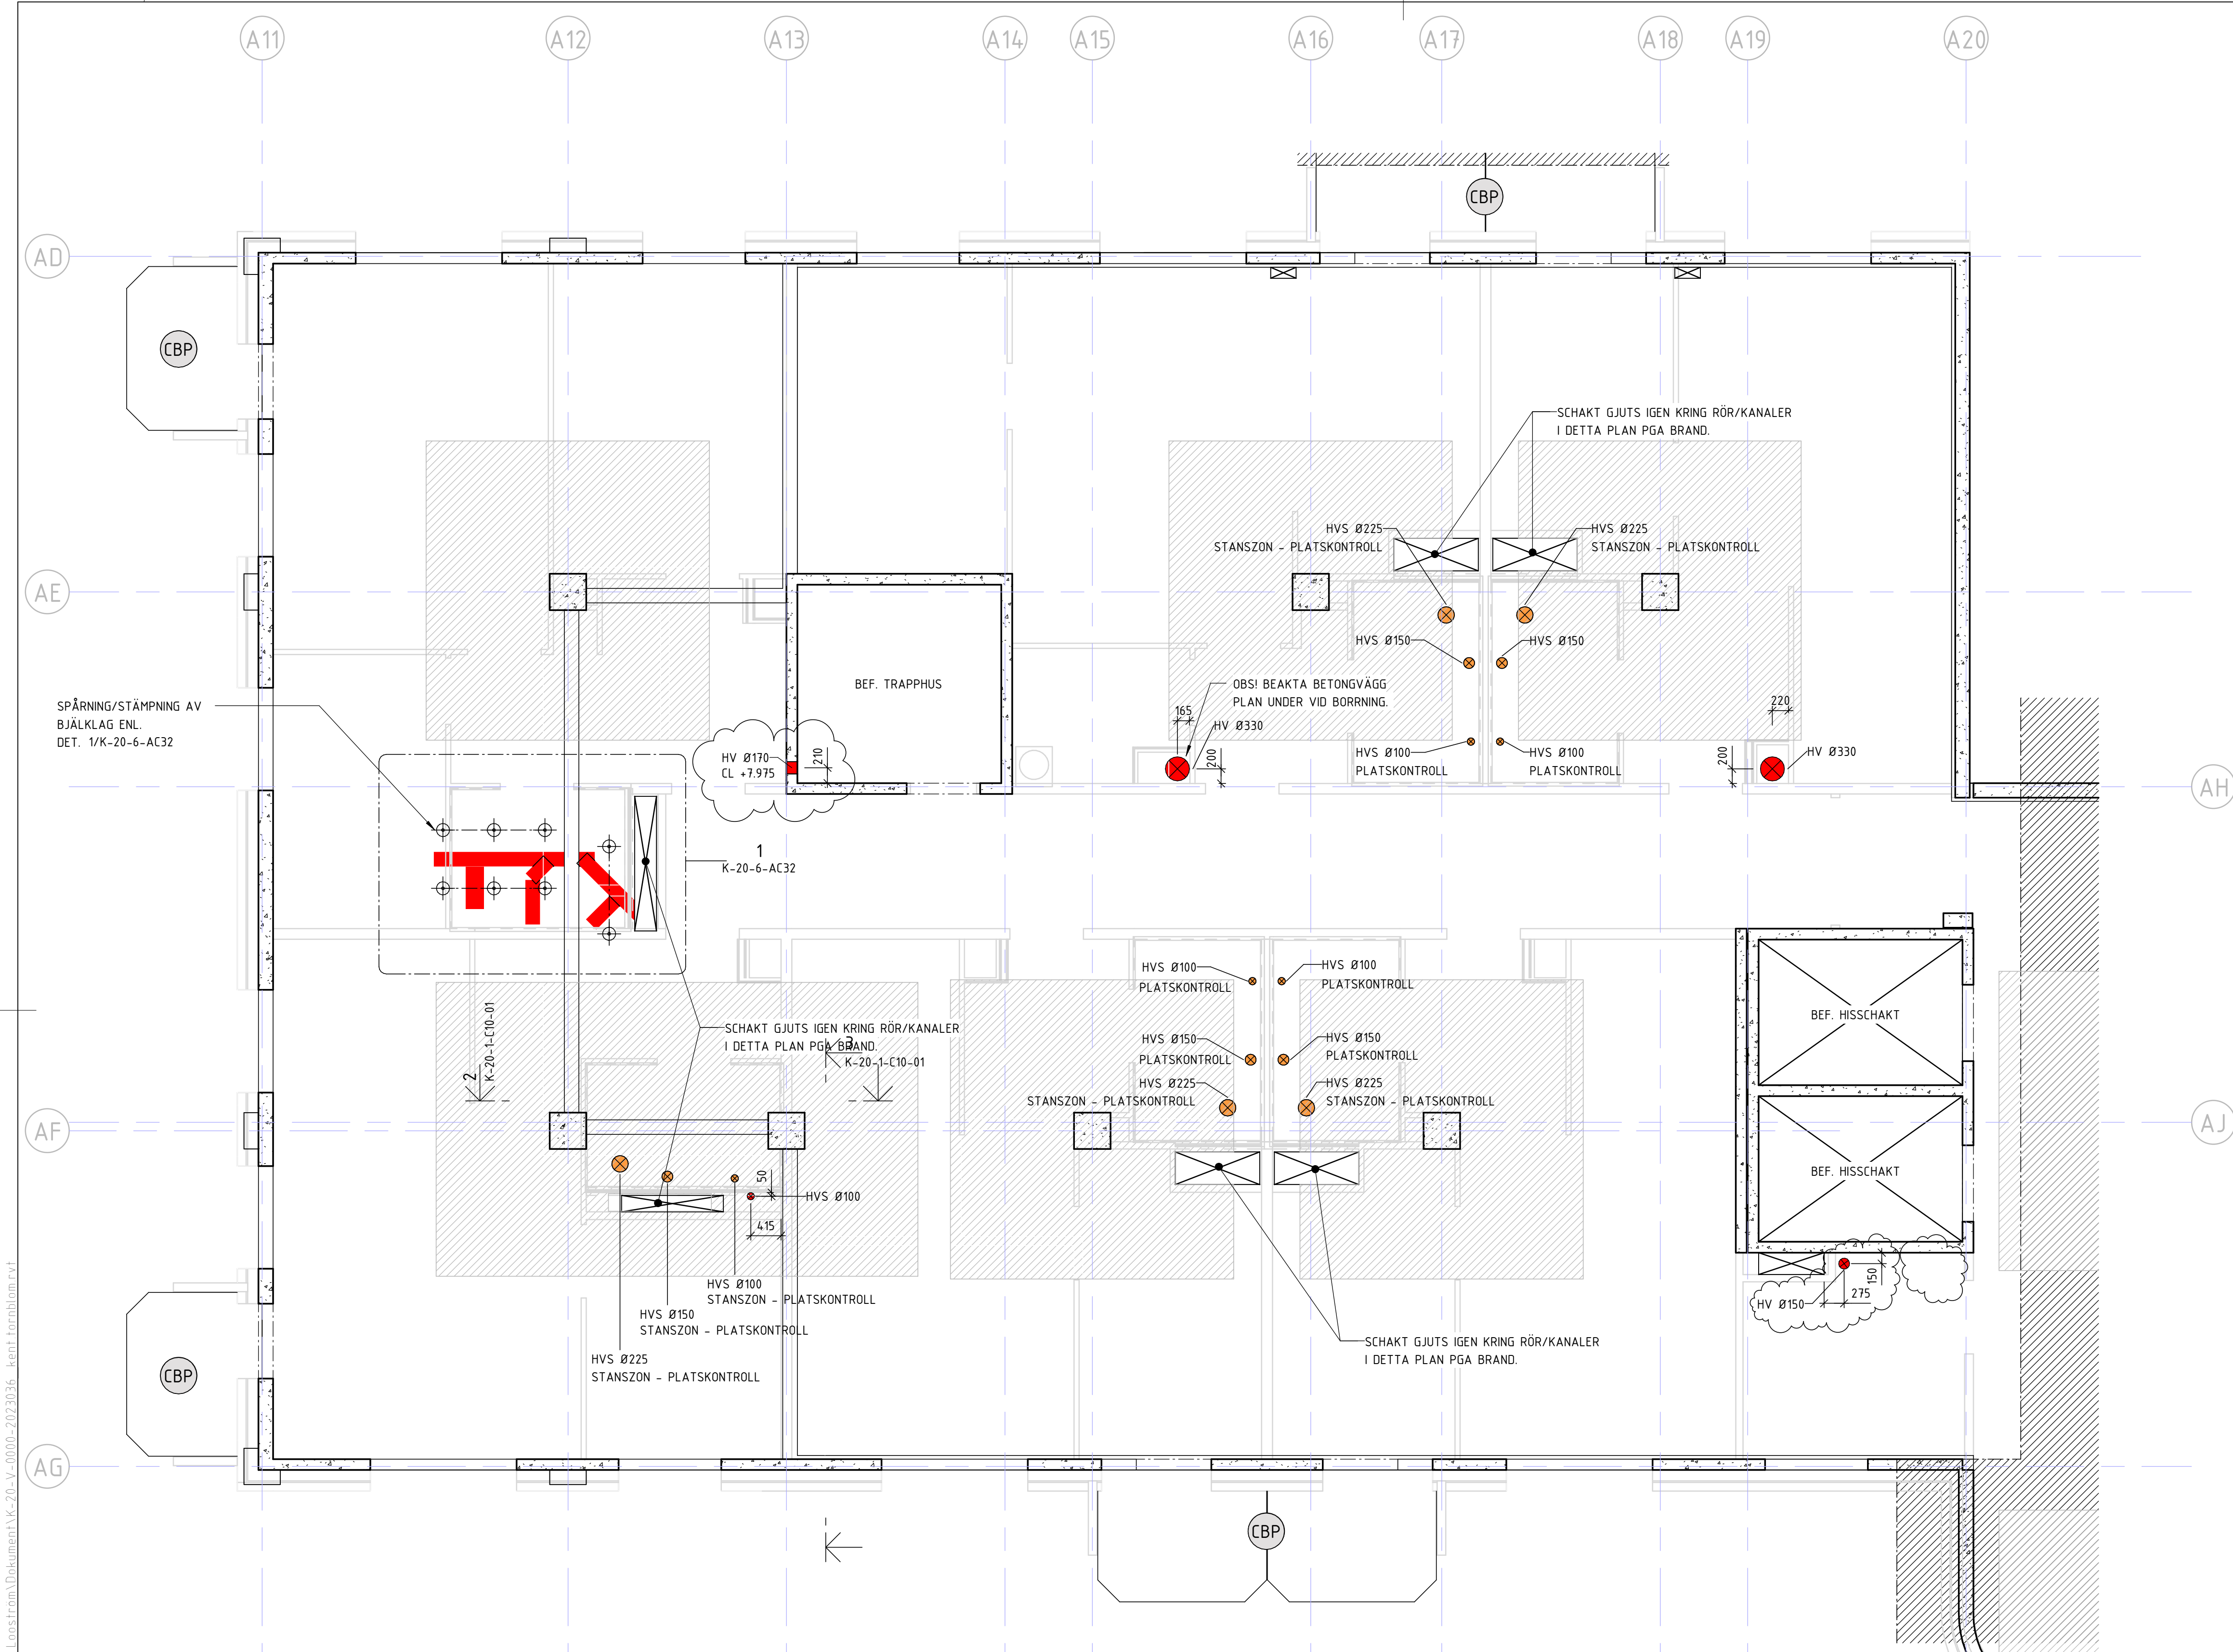 A11
A12
A13
A14
A15
A16
A17
A18
A19
A20
CBP
AD
CBP
SCHAKT GJUTS IGEN KRING RÖR/KANALER
I DETTA PLAN PGA BRAND.
HVS Ø225
STANSZON - PLATSKONTROLL
HVS Ø225
STANSZON - PLATSKONTROLL
AE
HVS Ø150
HVS Ø150
BEF. TRAPPHUS
OBS! BEAKTA BETONGVÄGG
PLAN UNDER VID BORRNING.
SPÅRNING/STÄMPNING AV
BJÄLKLAG ENL.
DET. 1/K-20-6-AC32
165
HV Ø330
220
HV Ø170
CL +7.975
210
200
HVS Ø100
PLATSKONTROLL
HVS Ø100
PLATSKONTROLL
200
HV Ø330
AH
1
K-20-6-AC32
HVS Ø100
PLATSKONTROLL
HVS Ø100
PLATSKONTROLL
BEF. HISSCHAKT
SCHAKT GJUTS IGEN KRING RÖR/KANALER
I DETTA PLAN PGA BRAND.
2
K-20-1-C10-01
3
K-20-1-C10-01
HVS Ø150
PLATSKONTROLL
HVS Ø150
PLATSKONTROLL
HVS Ø225
STANSZON - PLATSKONTROLL
HVS Ø225
STANSZON - PLATSKONTROLL
AF
AJ
BEF. HISSCHAKT
50
HVS Ø100
415
HVS Ø100
STANSZON - PLATSKONTROLL
HVS Ø150
STANSZON - PLATSKONTROLL
HVS Ø225
STANSZON - PLATSKONTROLL
150
275
HV Ø150
SCHAKT GJUTS IGEN KRING RÖR/KANALER
I DETTA PLAN PGA BRAND.
CBP
AG
CBP
Loostrom\Dokument\K-20-V-0000-2023036_kent.tornblom.rvt